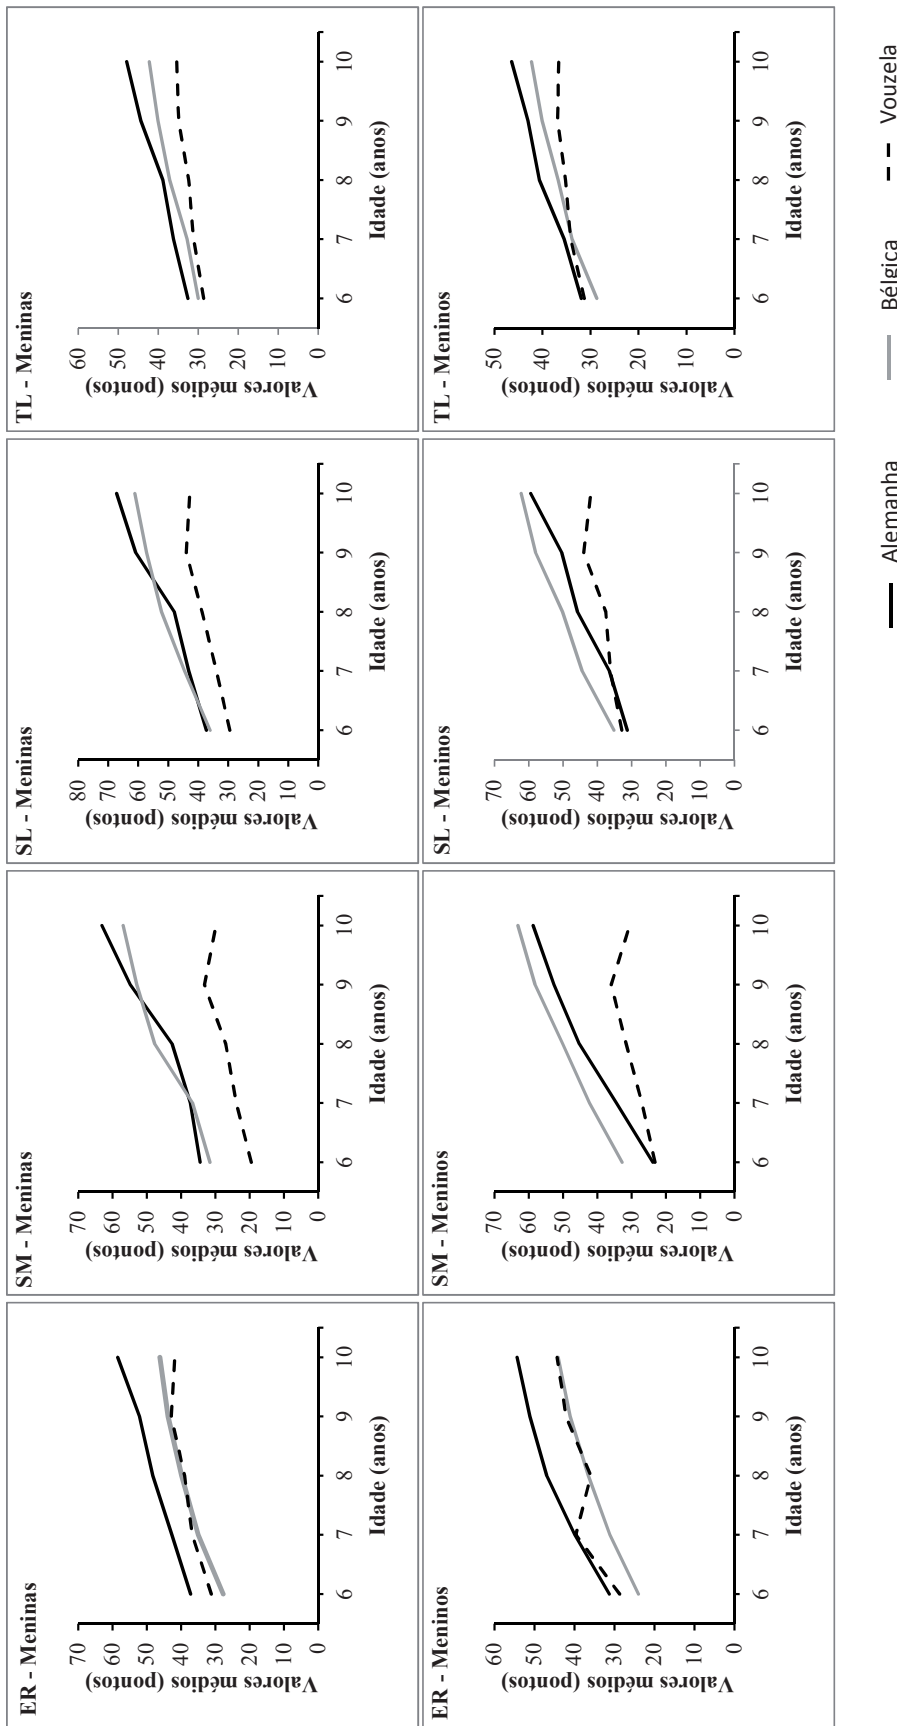 ER - Meninas
Valores médios (pontos)
70
60
50
40
30
20
10
0
6 7 8 9 10
Idade (anos)
SM - Meninas
Valores médios (pontos)
70
60
50
40
30
20
10
0
6 7 8 9 10
Idade (anos)
SL - Meninas
Valores médios (pontos)
80
70
60
50
40
30
20
10
0
6 7 8 9 10
Idade (anos)
TL - Meninas
Valores médios (pontos)
60
50
40
30
20
10
0
6 7 8 9 10
Idade (anos)
ER - Meninos
Valores médios (pontos)
60
50
40
30
20
10
0
6 7 8 9 10
Idade (anos)
SM - Meninos
Valores médios (pontos)
70
60
50
40
30
20
10
0
6 7 8 9 10
Idade (anos)
SL - Meninos
Valores médios (pontos)
70
60
50
40
30
20
10
0
6 7 8 9 10
Idade (anos)
TL - Meninos
Valores médios (pontos)
50
40
30
20
10
0
6 7 8 9 10
Idade (anos)
Alemanha Bélgica Vouzela